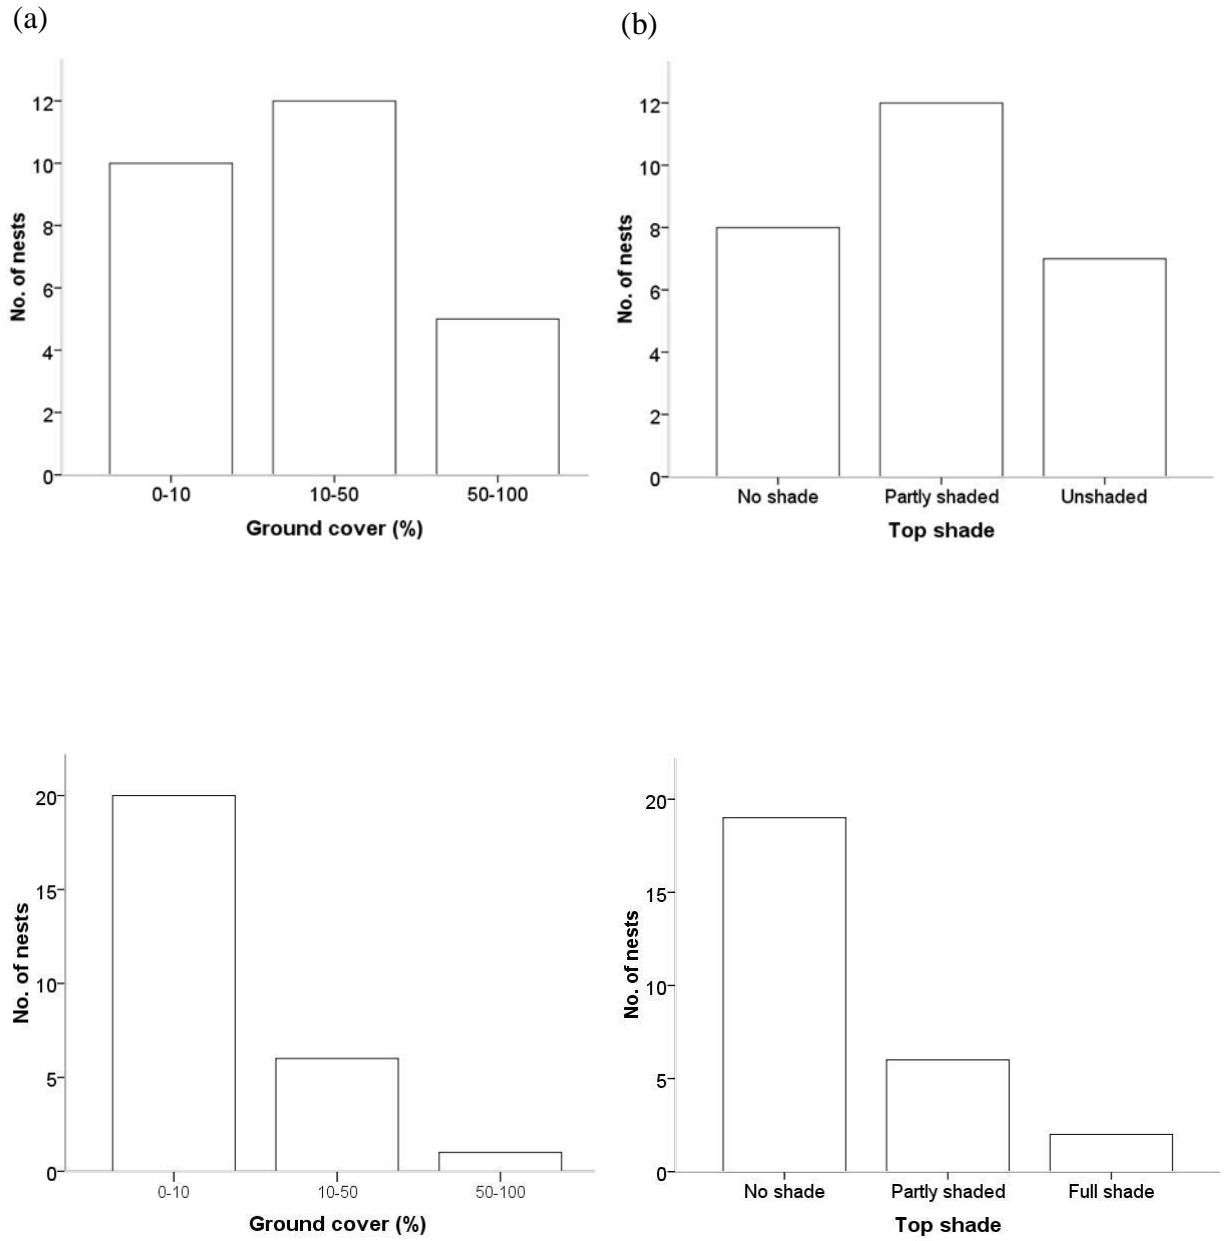 (a)
12
10
8
6
4
2
0
No. of nests
0-10 10-50 50-100
Ground cover (%)
(b)
12
10
8
6
4
2
0
No. of nests
No shade Partly shaded Unshaded
Top shade
20
15
10
5
0
No. of nests
0-10 10-50 50-100
Ground cover (%)
20
15
10
5
0
No. of nests
No shade Partly shaded Full shade
Top shade